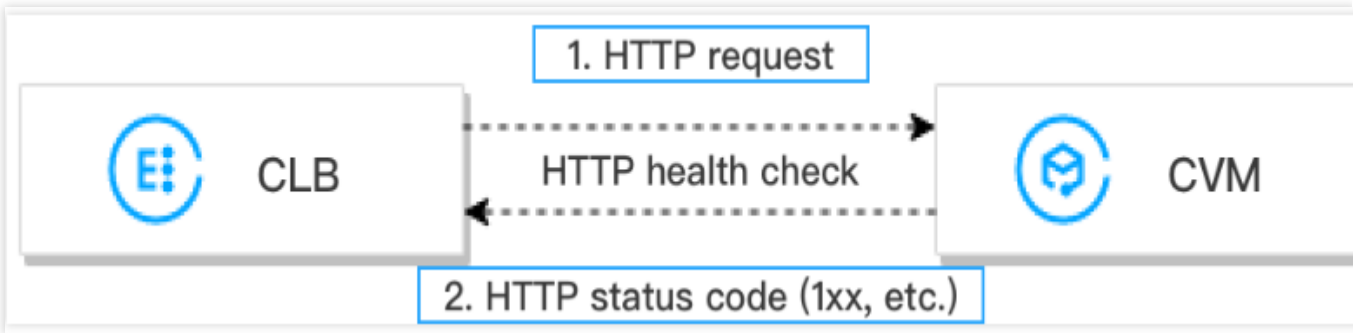 1. HTTP request
CLB
HTTP health check
CVM
2. HTTP status code (1xx, etc.)